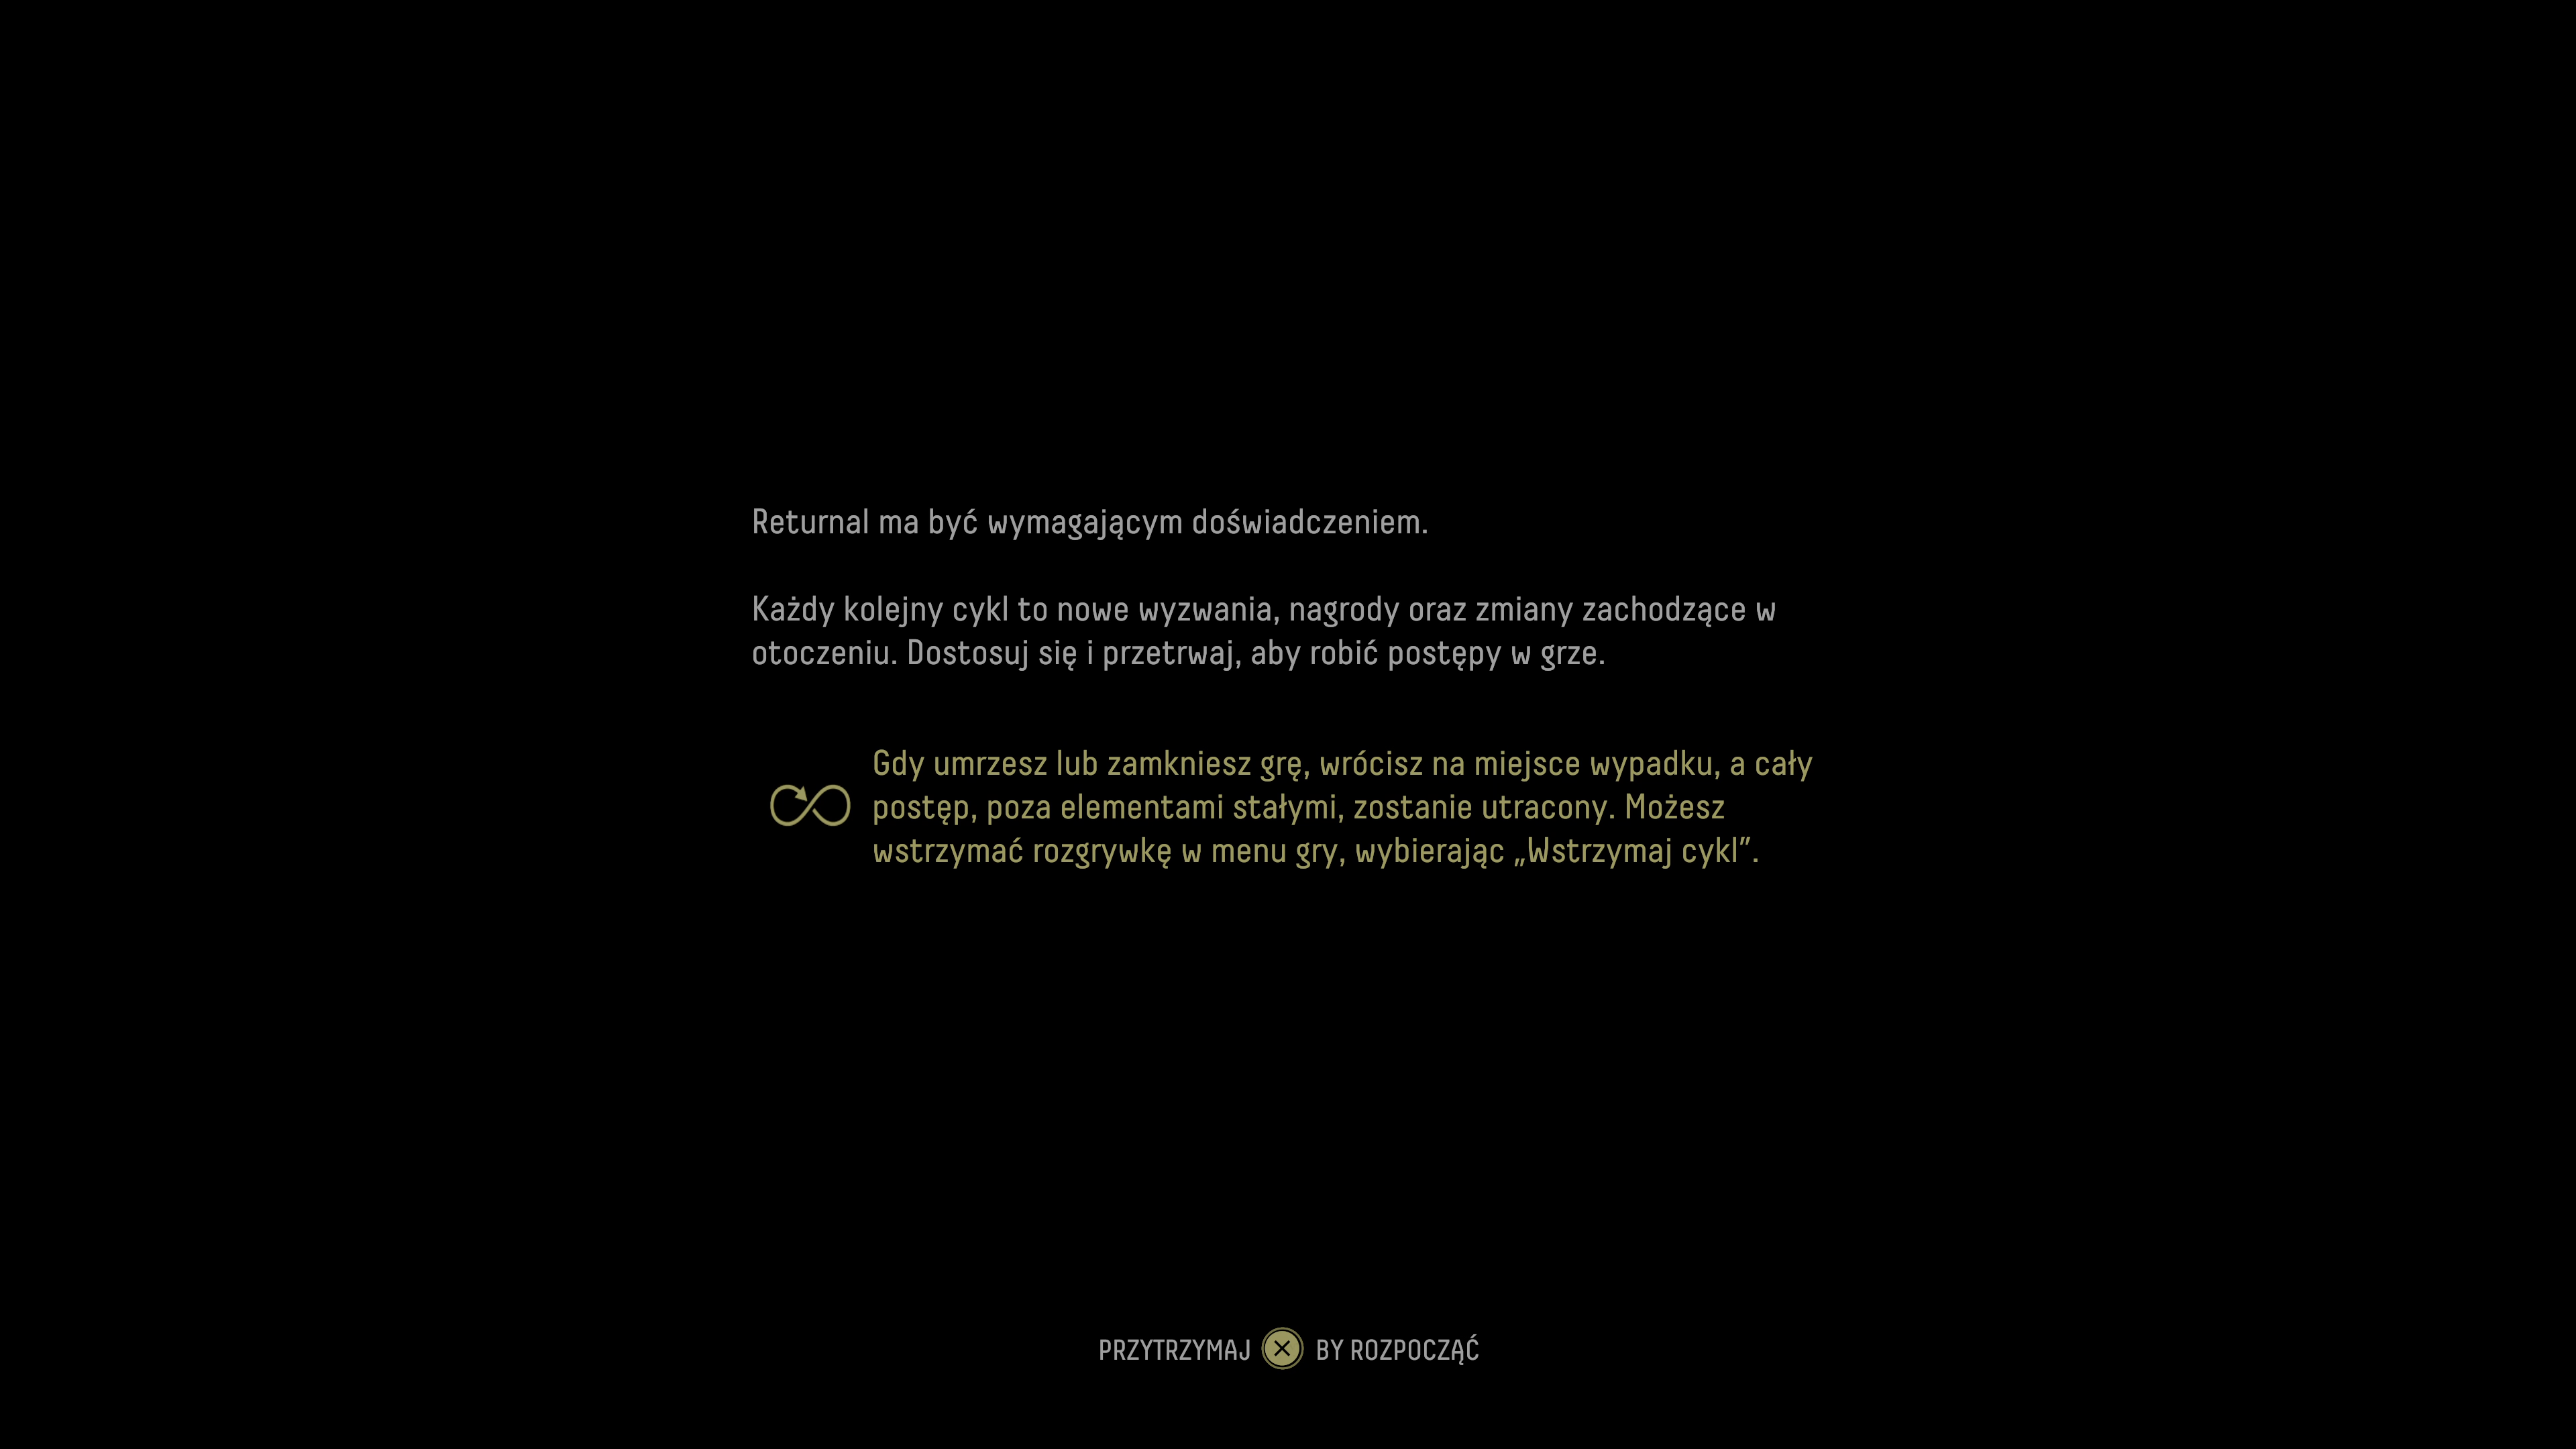 Returnal ma być wymagającym doświadczeniem.
Każdy kolejny cykl to nowe wyzwania, nagrody oraz zmiany zachodzące w
otoczeniu. Dostosuj się i przetrwaj, aby robić postępy w grze.
Gdy umrzesz lub zamkniesz grę, wrócisz na miejsce wypadku, a cały
postęp, poza elementami stałymi, zostanie utracony. Możesz
wstrzymać rozgrywkę w menu gry, wybierając „Wstrzymaj cykl”.
PRZYTRZYMAJ BY ROZPOCZĄĆ